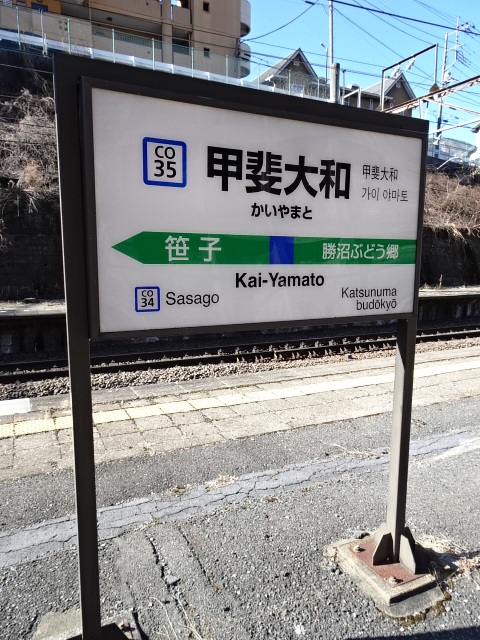 CO
35
甲斐大和
甲斐大和
가이 야마토
かいやまと
笹子
勝沼ぶどう郷
Kai-Yamato
CO
34
Sasago
Katsunuma
budōkyō